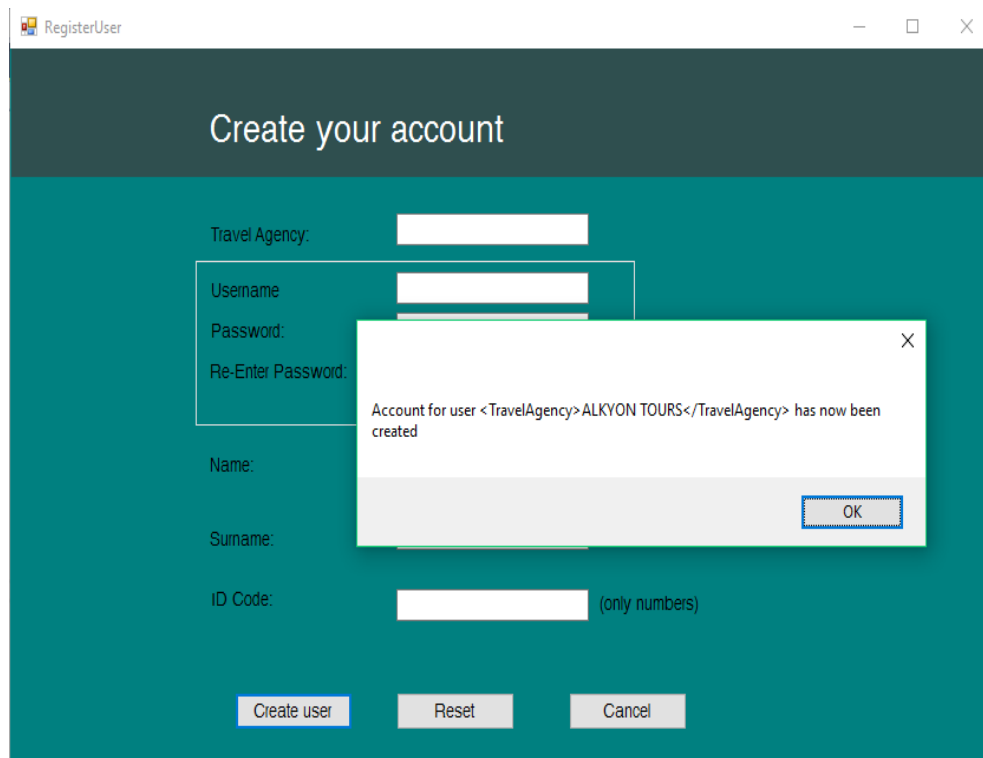 RegisterUser
Create your account
Travel Agency:
Username
Password:
Re-Enter Password:
Account for user <TravelAgency>ALKYON TOURS</TravelAgency> has now been
created
OK
Name:
Surname:
ID Code:
(only numbers)
Create user
Reset
Cancel